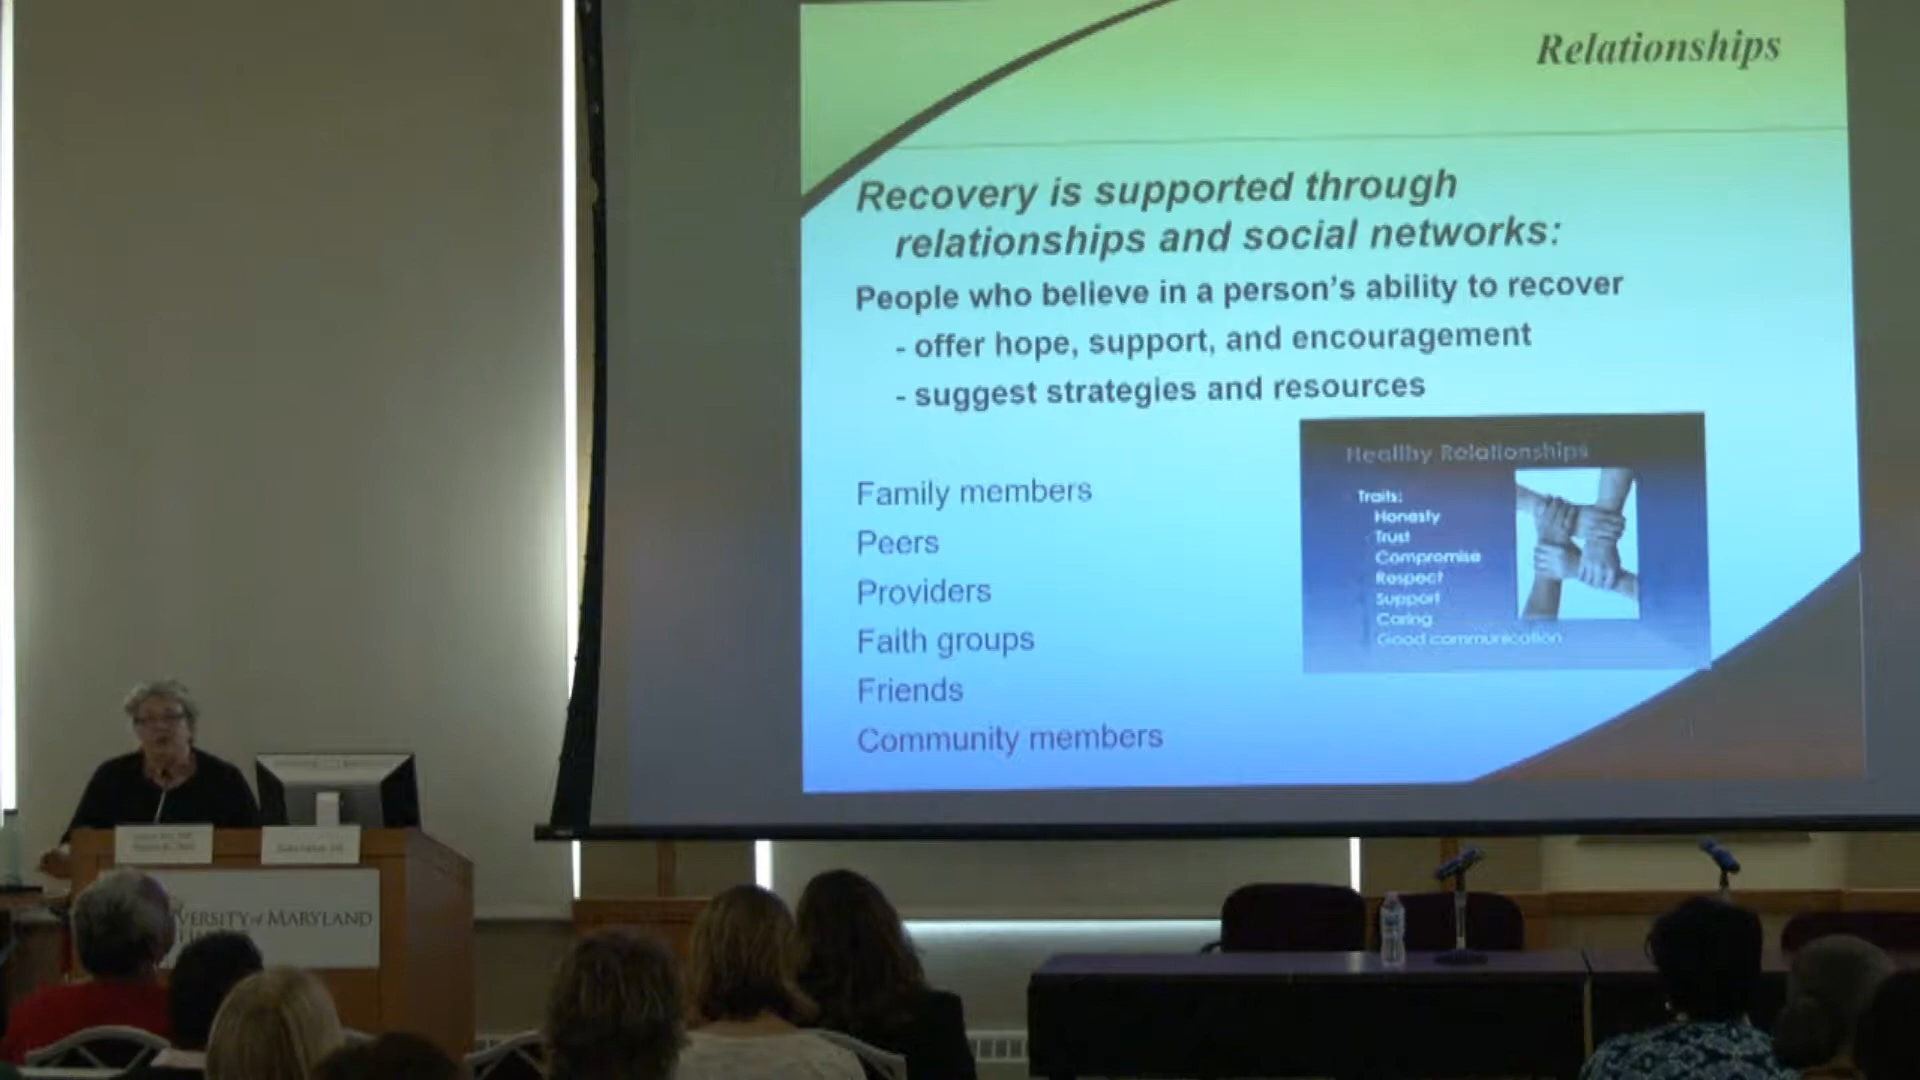 Relationships
Recovery is supported through
relationships and social networks:
People who believe in a person's ability to recover
- offer hope, support, and encouragement
- suggest strategies and resources
Family members
Peers
Providers
Faith groups
Friends
Community members
Healthy Relationships
Traits:
Honesty
Trust
Compromise
Respect
Support
Caring
Good communication
VERSITY of MARYLAND